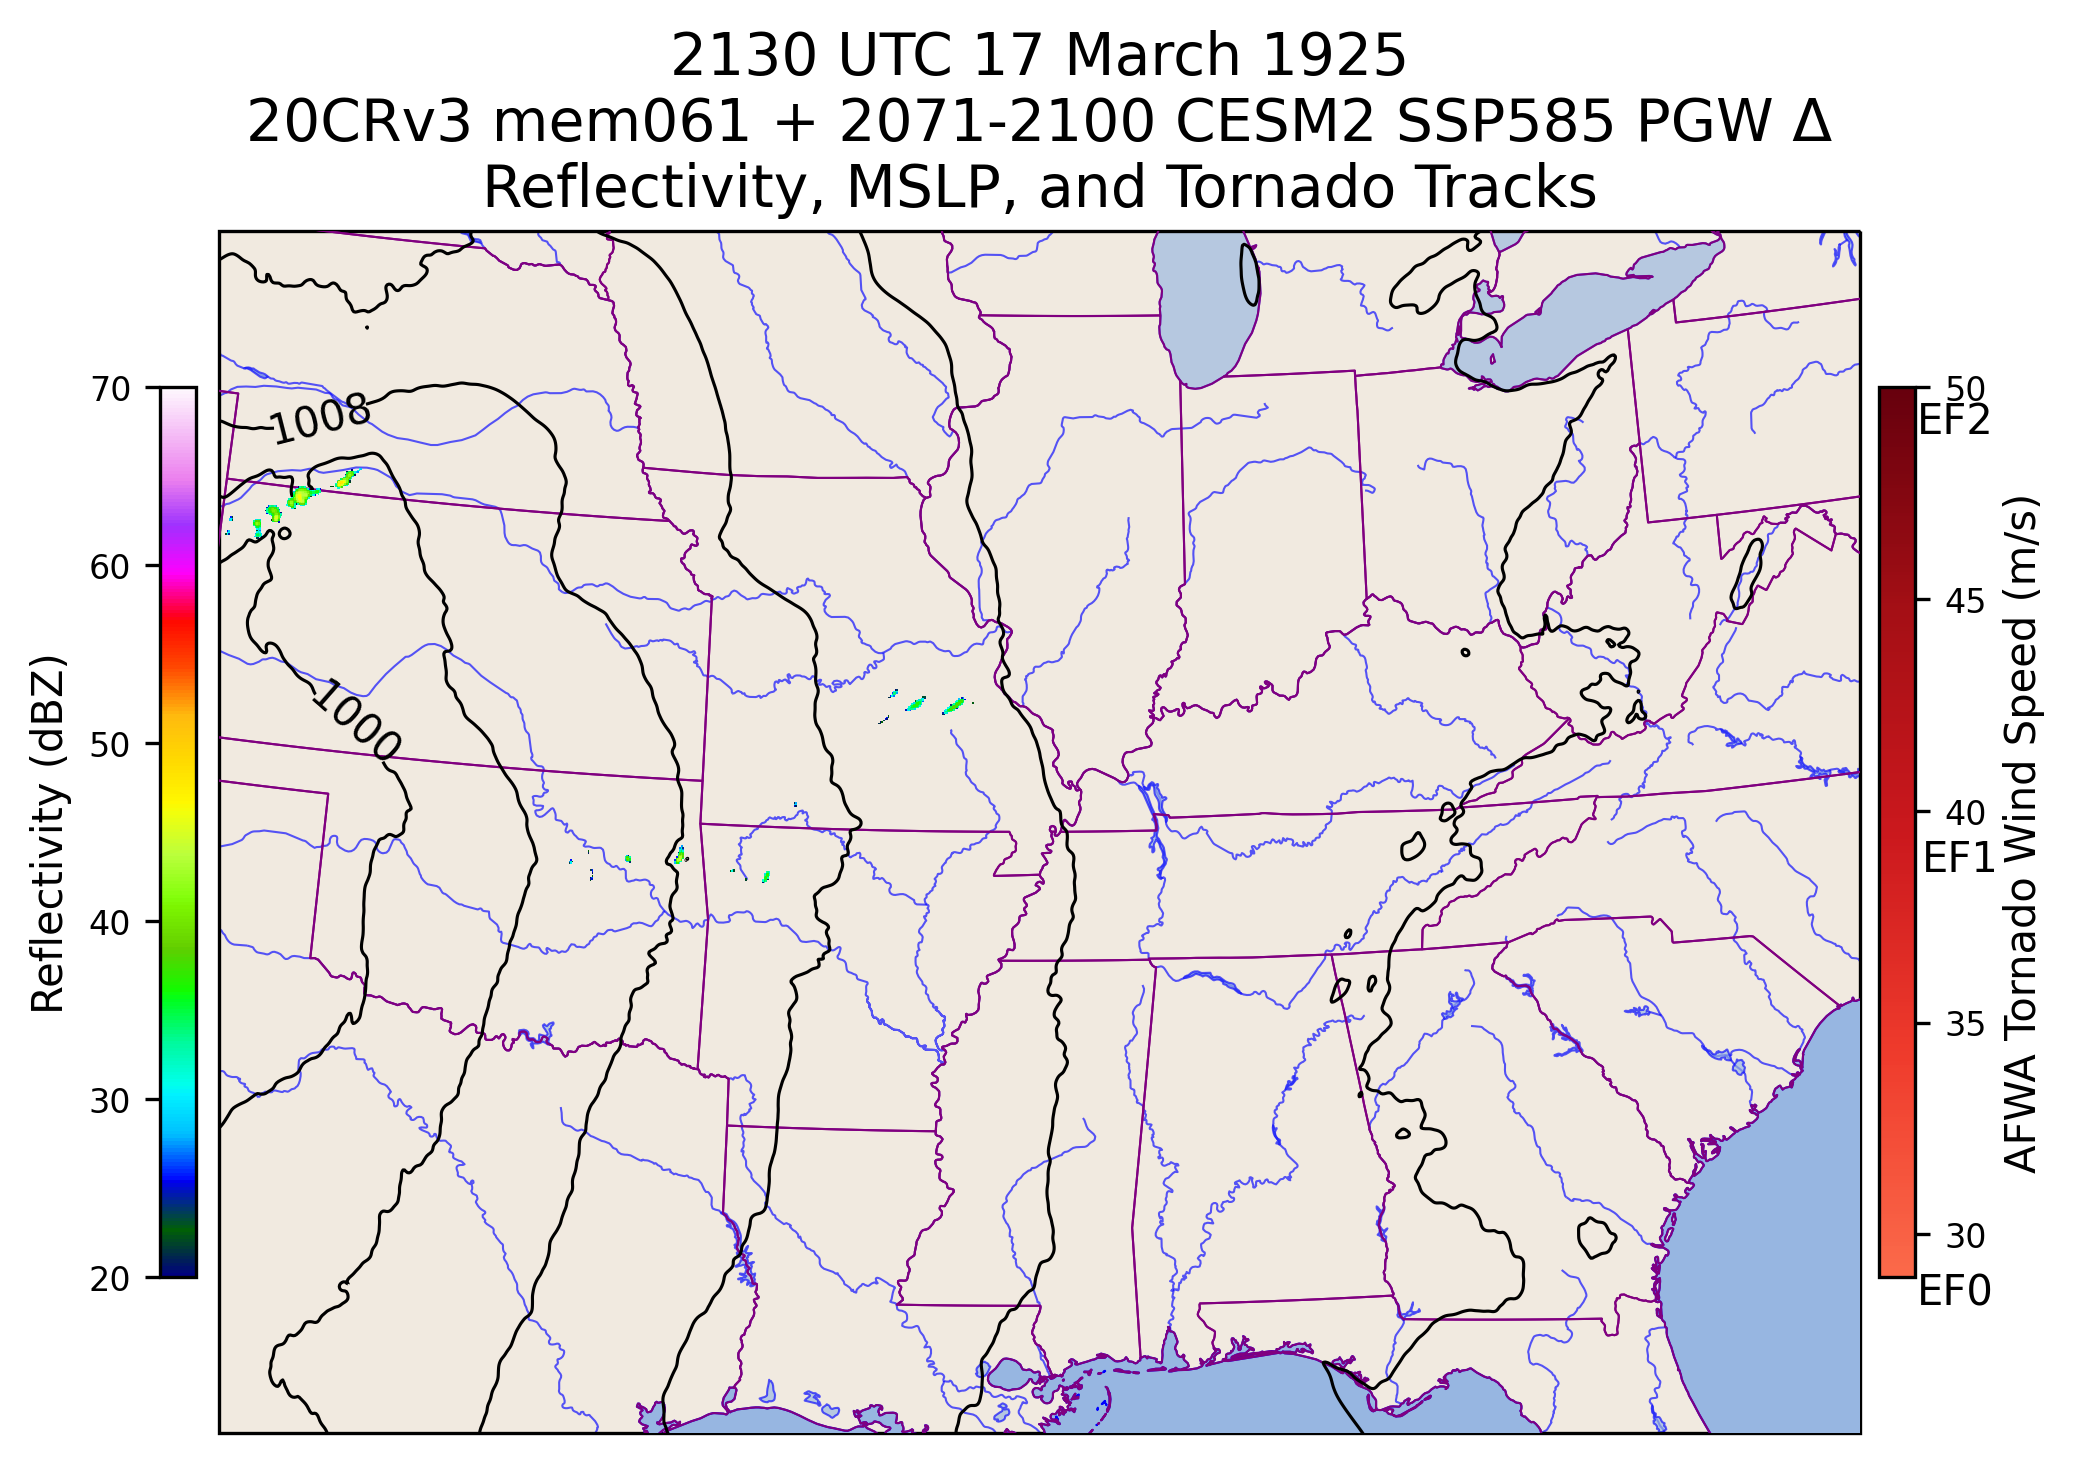 2130 UTC 17 March 1925
20CRv3 mem061 + 2071-2100 CESM2 SSP585 PGW Δ
Reflectivity, MSLP, and Tornado Tracks
1008
1000
70
60
50
40
30
20
Reflectivity (dBZ)
50
EF2
45
40
EF1
35
30
EF0
AFWA Tornado Wind Speed (m/s)